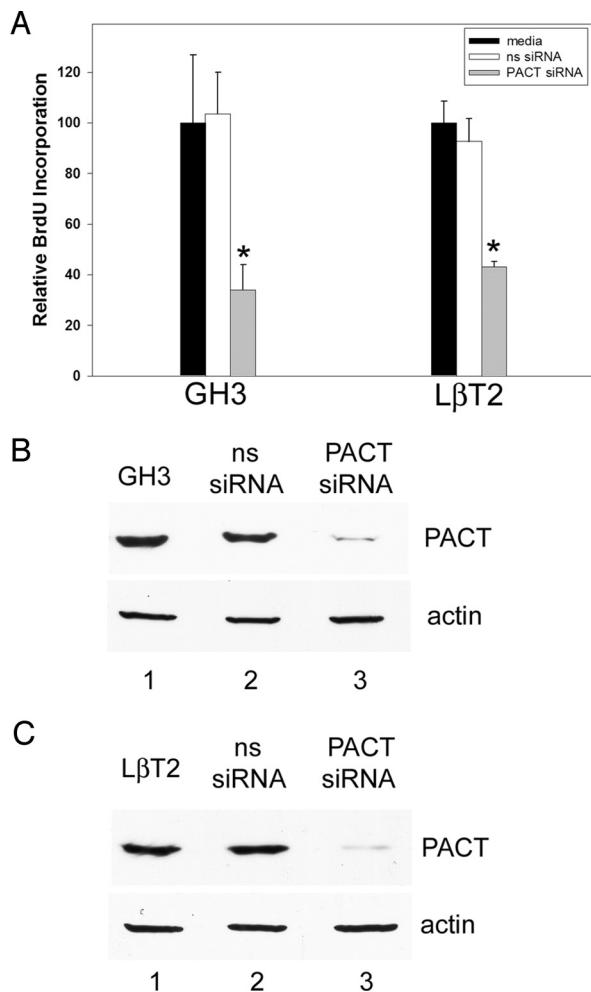 A
Relative BrdU Incorporation
120
100
80
60
40
20
0
media
ns siRNA
PACT siRNA
*
*
GH3
LβT2
B
GH3
ns
siRNA
PACT
siRNA
PACT
actin
1 2 3
C
LβT2
ns
siRNA
PACT
siRNA
PACT
actin
1 2 3